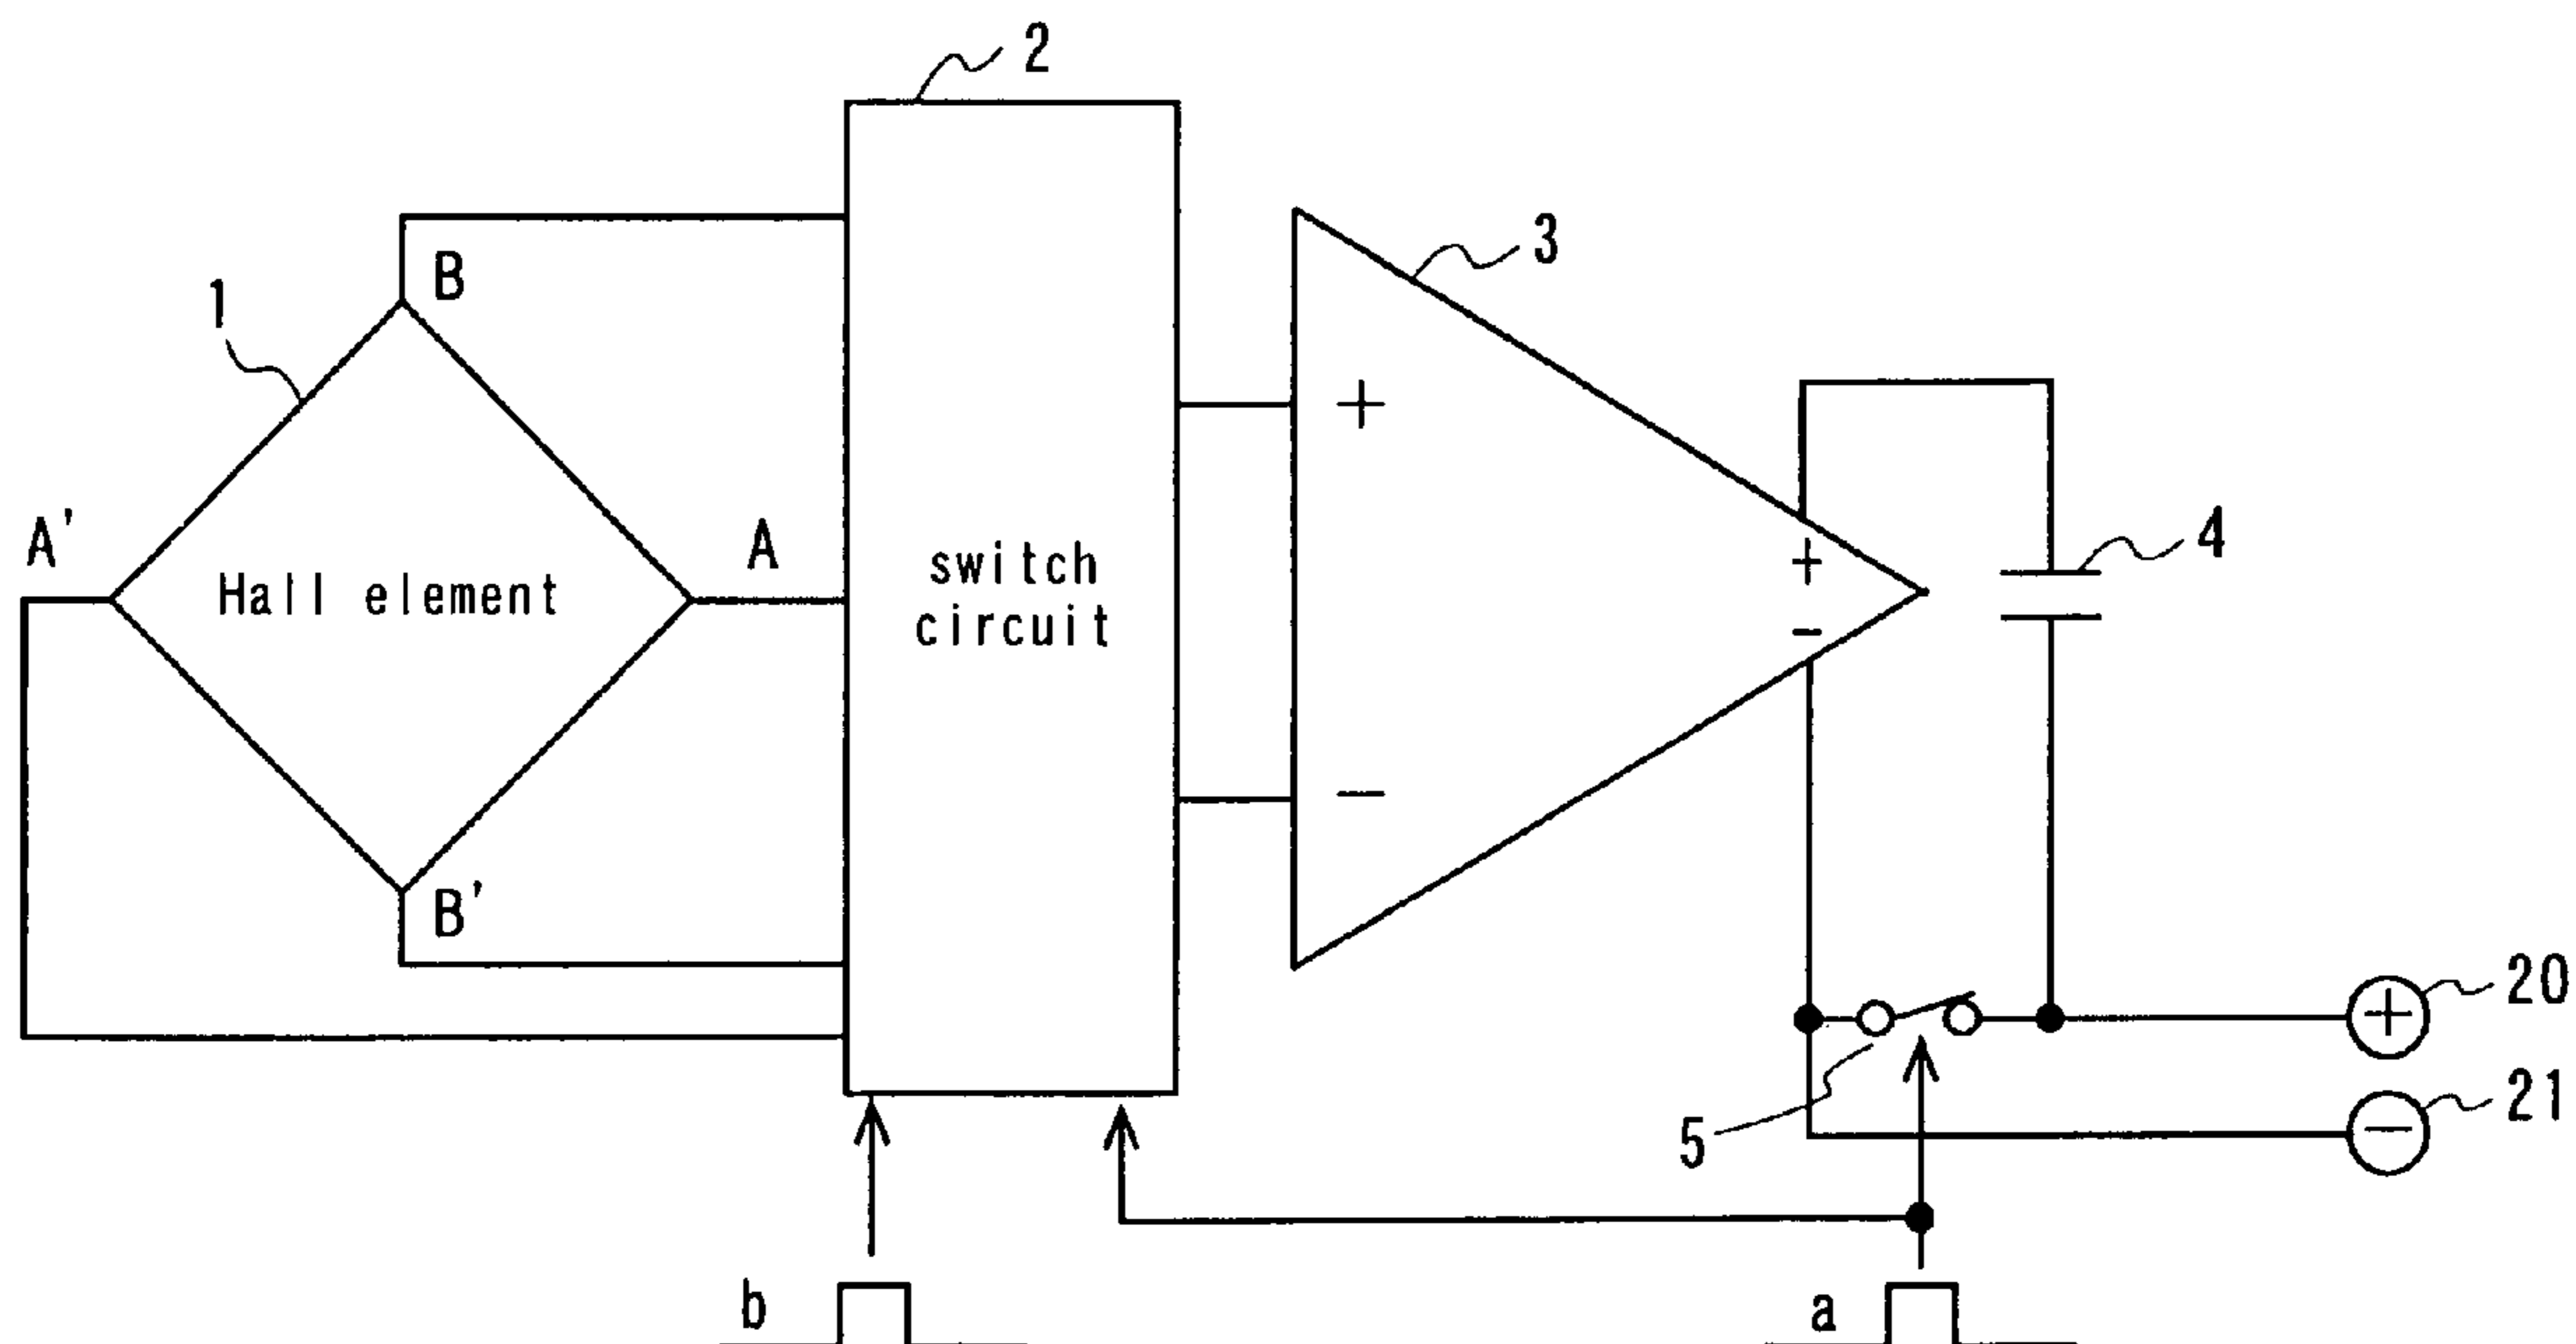 2
B
3
1
+
A'
A
4
Hall element
switch
circuit
+
-
−
B'
+
20
−
21
5
b
a